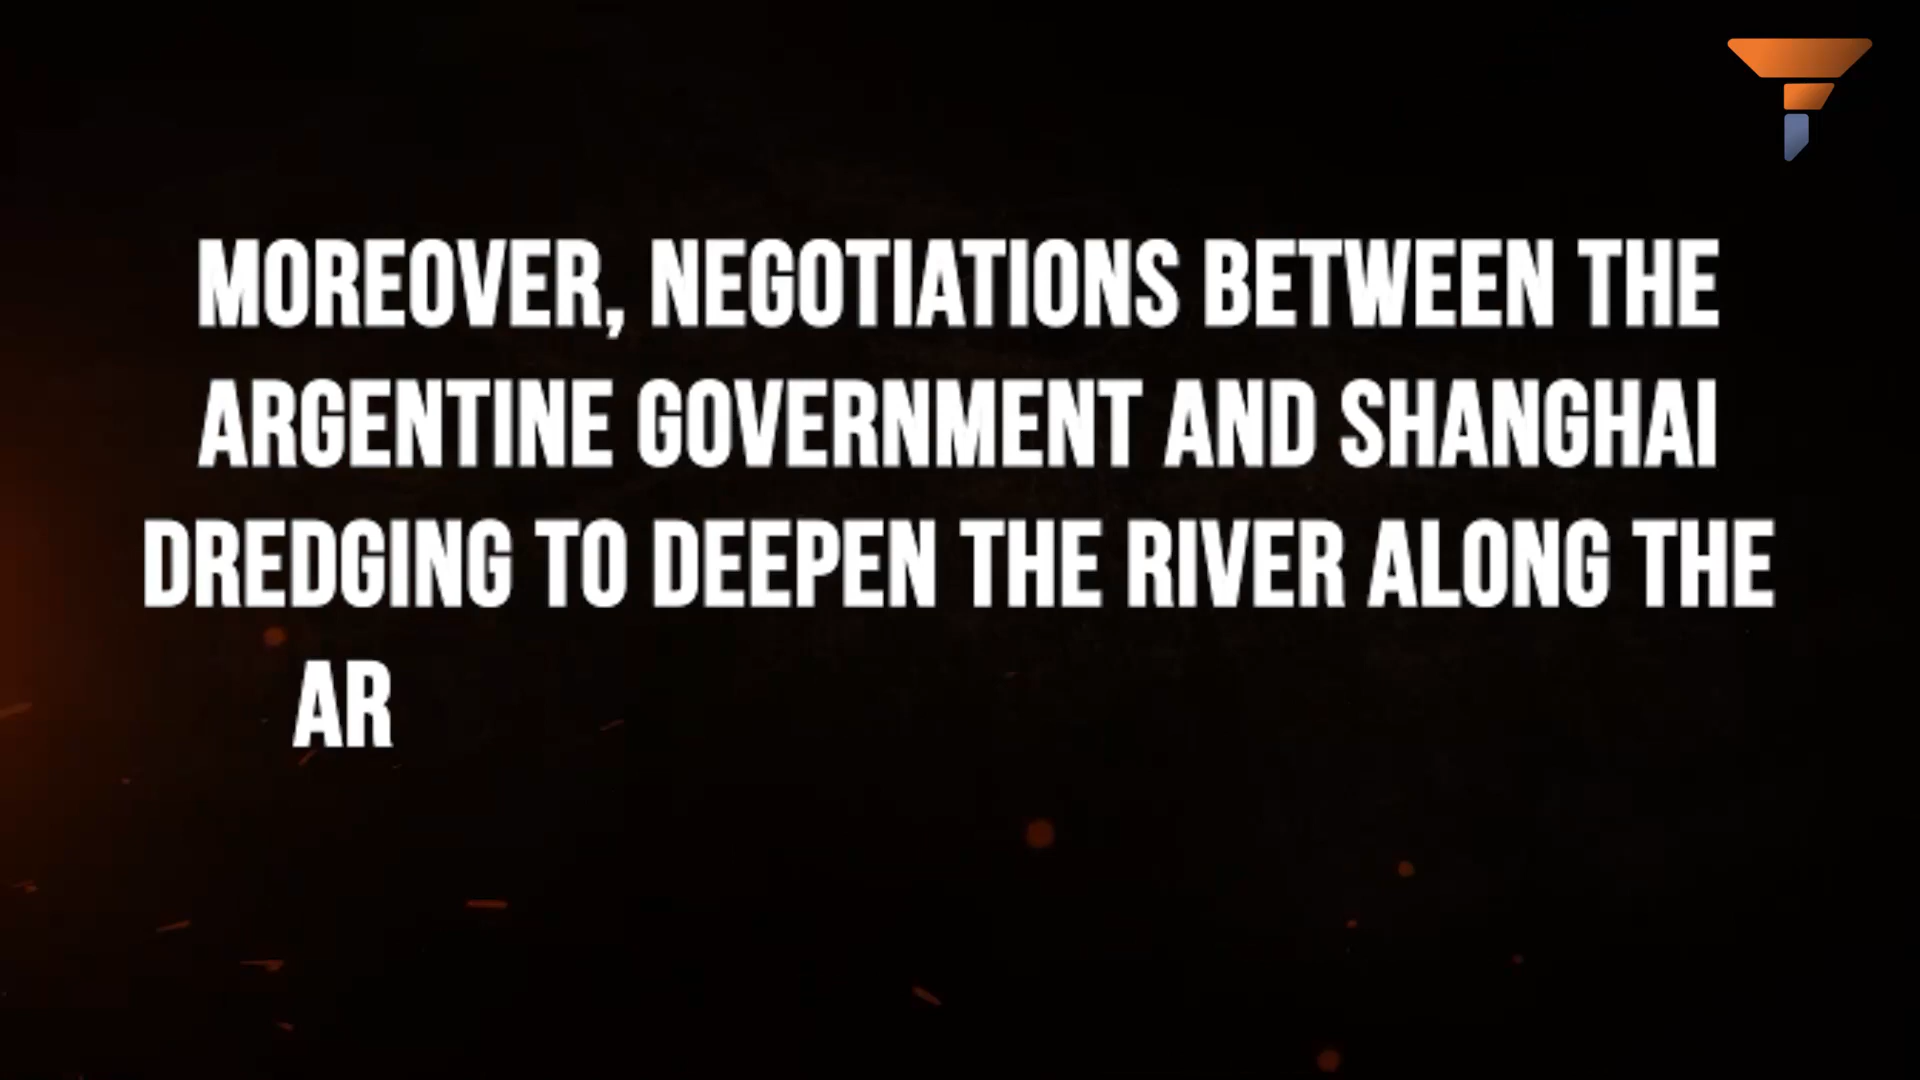 MOREOVER, NEGOTIATIONS BETWEEN THE
ARGENTINE GOVERNMENT AND SHANGHAI
DREDGING TO DEEPEN THE RIVER ALONG THE
AR